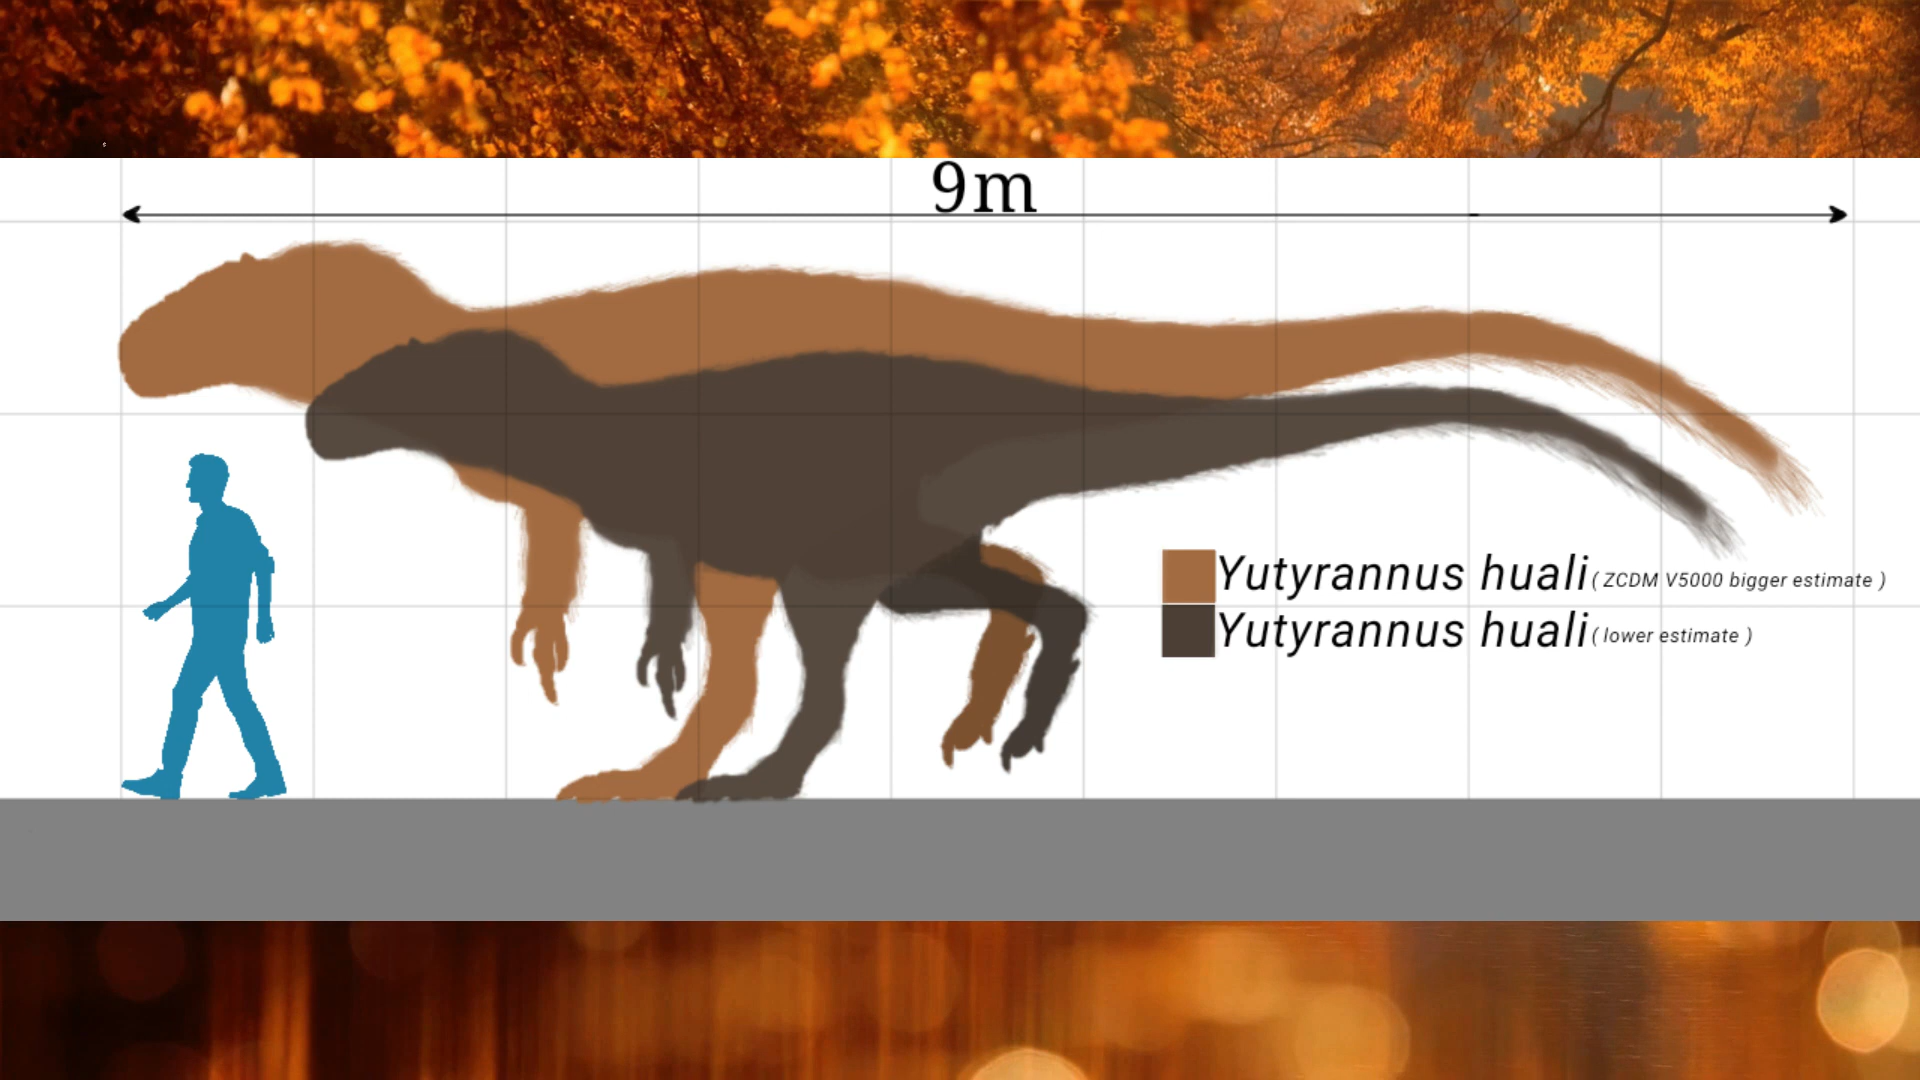 9m
Yutyrannus huali ( ZCDM V5000 bigger estimate )
Yutyrannus huali ( lower estimate )